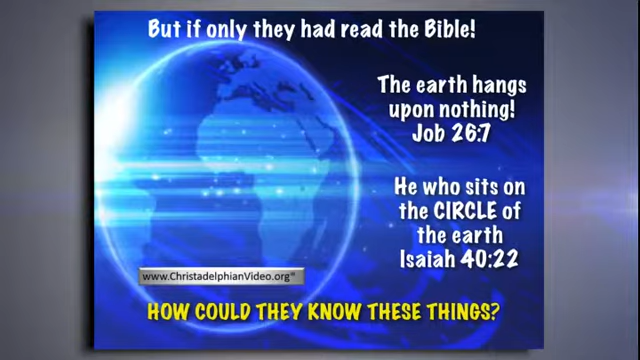 But if only they had read the Bible!
The earth hangs
upon nothing!
Job 26:7
He who sits on
the CIRCLE of
the earth
Isaiah 40:22
www.ChristadelphianVideo.org"
HOW COULD THEY KNOW THESE THINGS?